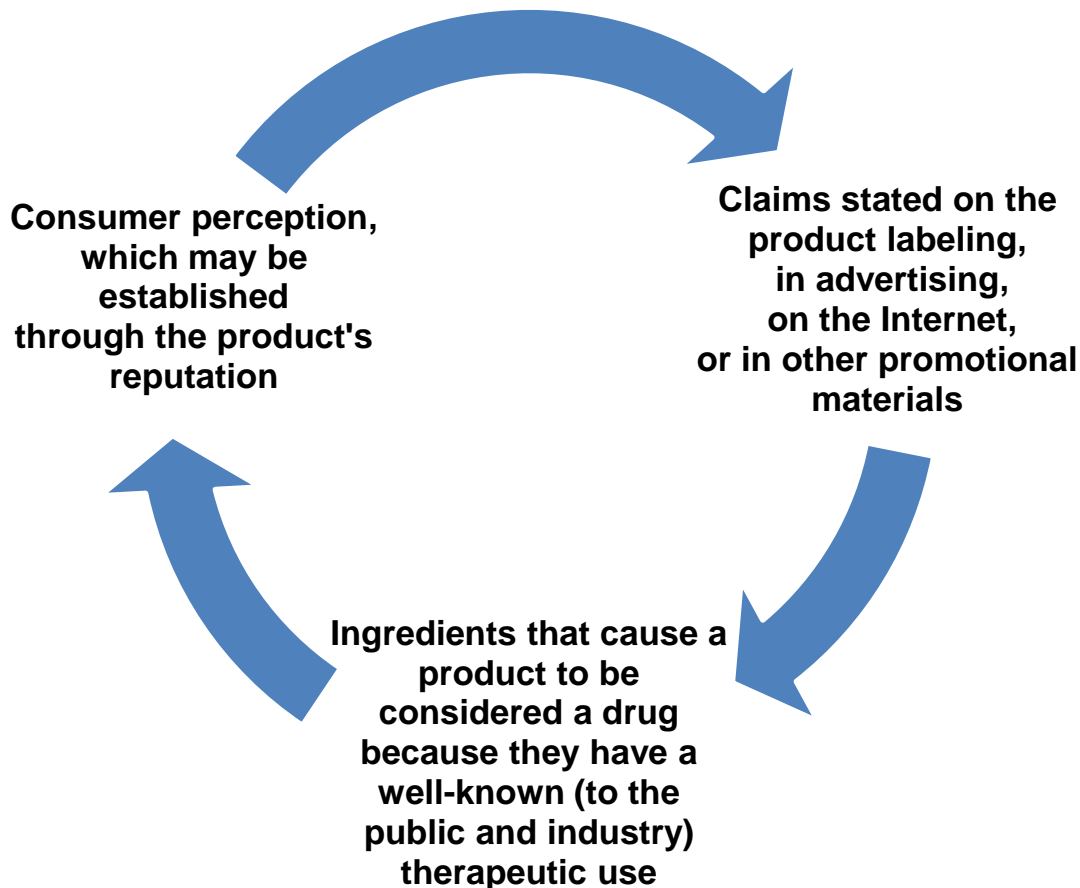 Consumer perception,
which may be
established
through the product's
reputation
Claims stated on the
product labeling,
in advertising,
on the Internet,
or in other promotional
materials
Ingredients that cause a
product to be
considered a drug
because they have a
well-known (to the
public and industry)
therapeutic use